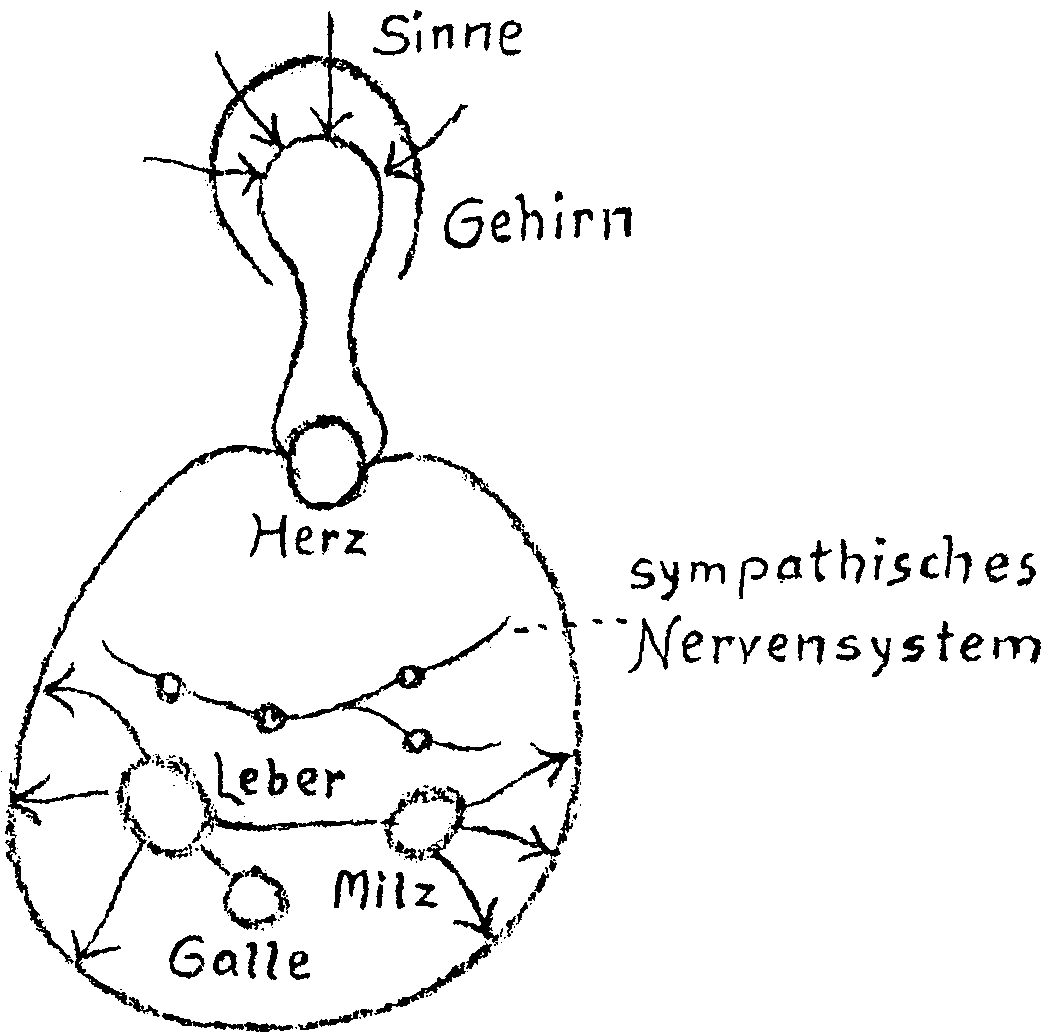 Sinne
Gehirn
Herz
sympathisches
Nervensystem
Leber
Milz
Galle